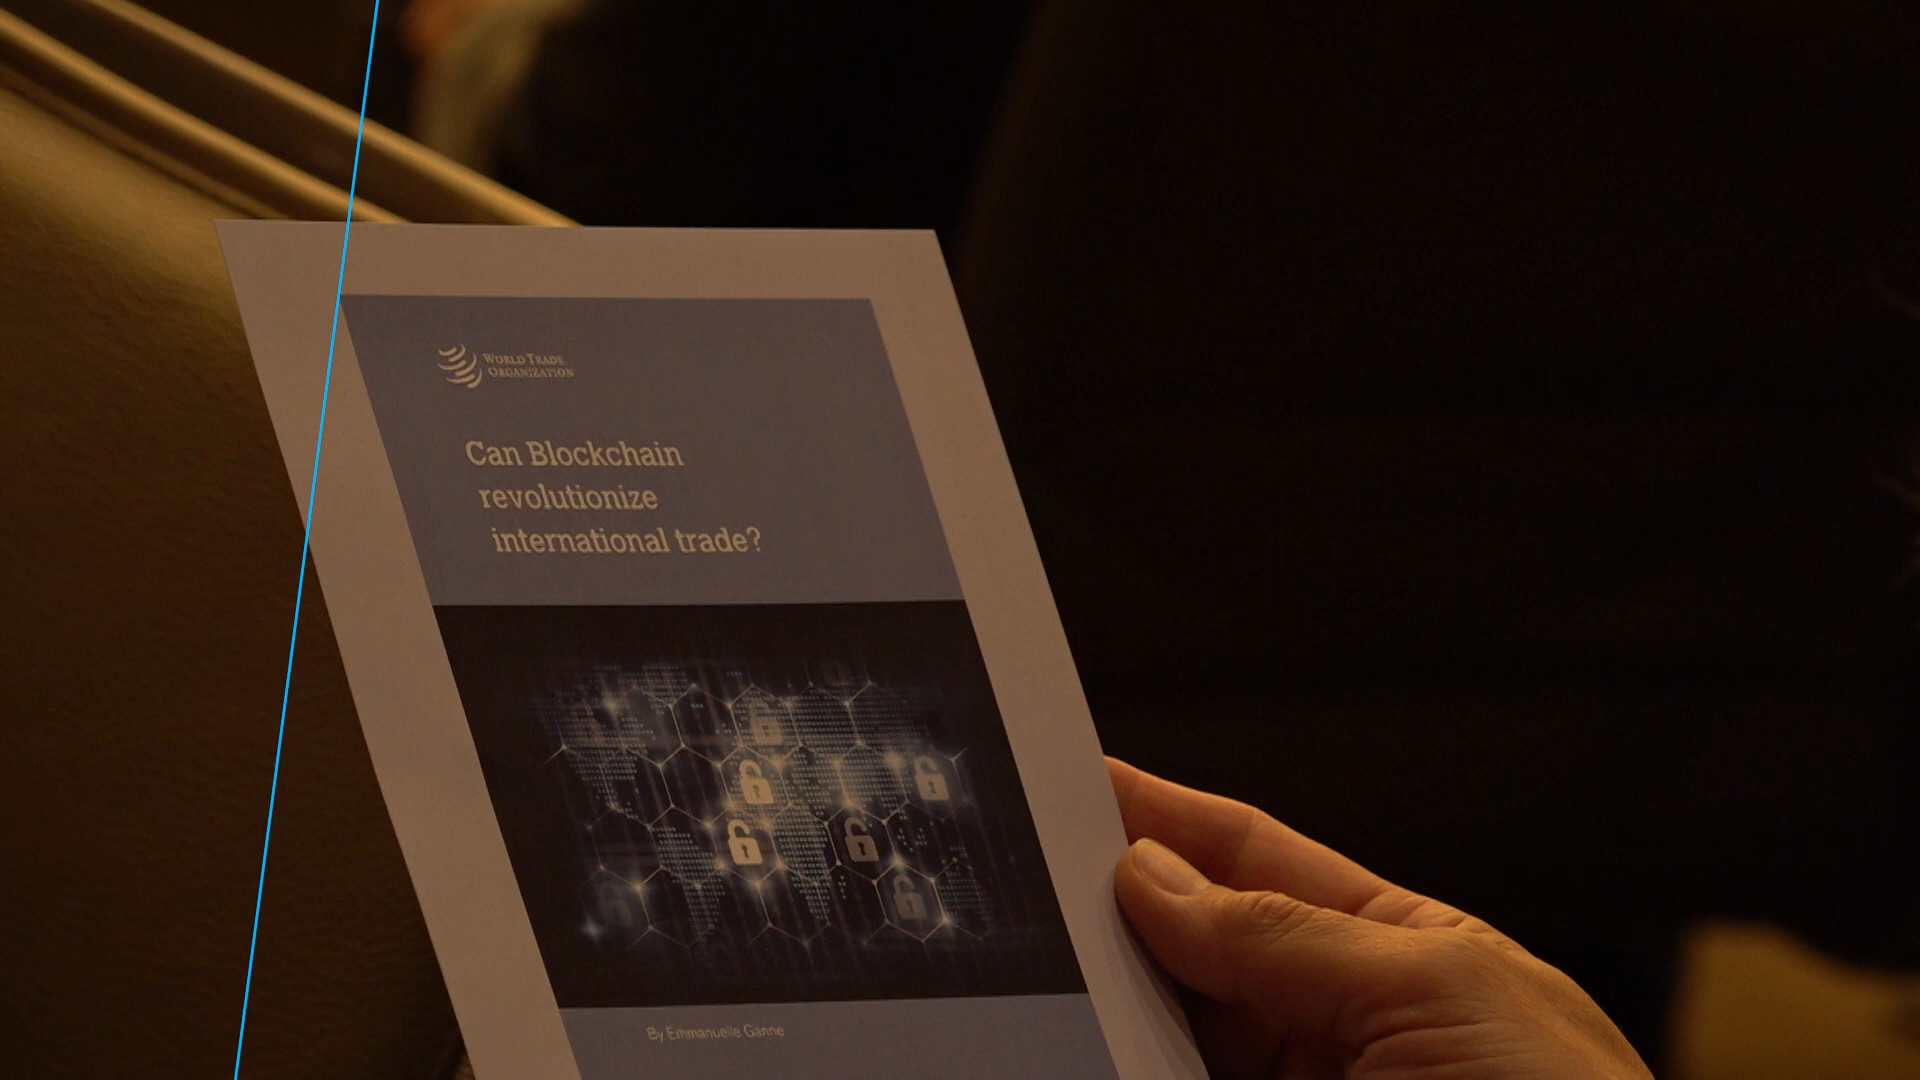 WORLD TRADE
ORGANIZATION
Can Blockchain
revolutionize
international trade?
By Emmanuelle Ganne